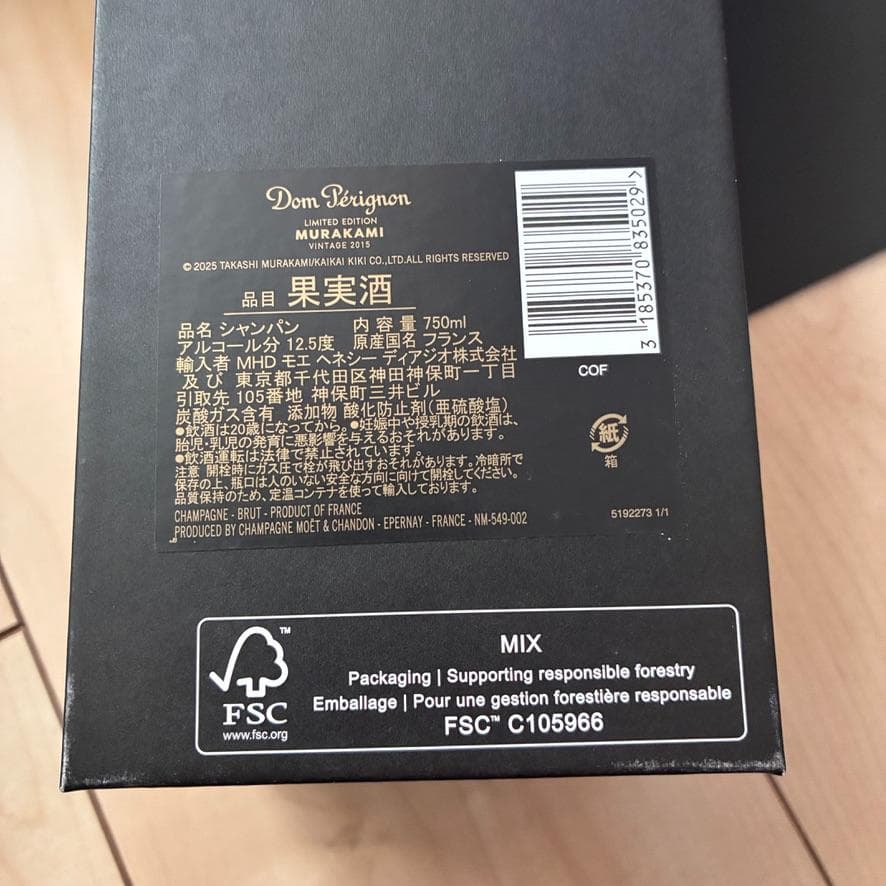 Dom Pérignon
LIMITED EDITION
MURAKAMI
VINTAGE 2015
© 2025 TAKASHI MURAKAMI/KAIKAI KIKI CO.,LTD.ALL RIGHTS RESERVED
品目 果実酒
品名 シャンパン 内容量 750ml
アルコール分 12.5度 原産国名 フランス
輸入者 MHD モエ ヘネシー ディアジオ株式会社
及び 東京都千代田区神田神保町一丁目
引取先 105番地 神保町三井ビル
炭酸ガス含有 添加物 酸化防止剤(亜硫酸塩)
●飲酒は20歳になってから。●妊娠中や授乳期の飲酒は、
胎児・乳児の発育に悪影響を与えるおそれがあります。
●飲酒運転は法律で禁止されています。
注意 開栓時にガス圧で栓が飛び出すおそれがあります。冷暗所で
保存の上、瓶口は人のいない安全な方向に向けて開栓してください。
品質保持のため、定温コンテナを使って輸入しております。
CHAMPAGNE - BRUT - PRODUCT OF FRANCE
PRODUCED BY CHAMPAGNE MOËT & CHANDON - EPERNAY - FRANCE - NM-549-002
3 185370 835029 >
COF
紙
箱
5192273 1/1
FSC™
www.fsc.org
MIX
Packaging | Supporting responsible forestry
Emballage | Pour une gestion forestière responsable
FSC™ C105966